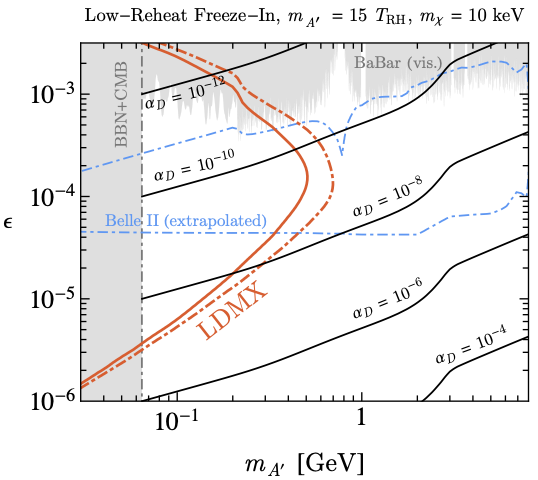 Low-Reheat Freeze-In, m_A′ = 15 T_RH, m_χ = 10 keV
10⁻³
10⁻⁴
10⁻⁵
10⁻⁶
ϵ
BBN+CMB
BaBar (vis.)
α_D = 10⁻¹²
α_D = 10⁻¹⁰
α_D = 10⁻⁸
Belle II (extrapolated)
α_D = 10⁻⁶
LDMX
α_D = 10⁻⁴
10⁻¹
1
m_A′ [GeV]